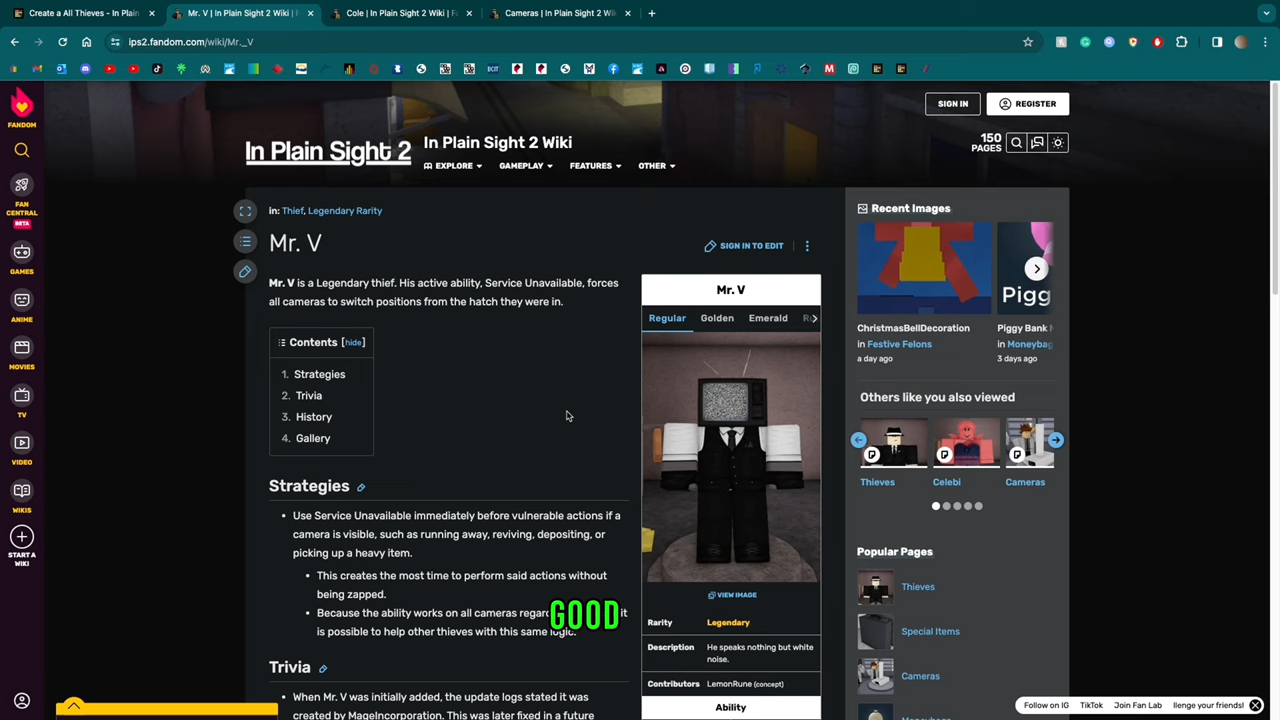 Create a All Thieves - In Plain
Mr. V | In Plain Sight 2 Wiki | F
Cole | In Plain Sight 2 Wiki | Fa
Cameras | In Plain Sight 2 Wi
ips2.fandom.com/wiki/Mr._V
SIGN IN
REGISTER
FANDOM
In Plain Sight 2
In Plain Sight 2 Wiki
150
PAGES
EXPLORE
GAMEPLAY
FEATURES
OTHER
FAN
CENTRAL
BETA
GAMES
ANIME
MOVIES
TV
VIDEO
WIKIS
START A
WIKI
in: Thief, Legendary Rarity
Mr. V
SIGN IN TO EDIT
Mr. V is a Legendary thief. His active ability, Service Unavailable, forces
all cameras to switch positions from the hatch they were in.
Contents [hide]
1. Strategies
2. Trivia
3. History
4. Gallery
Strategies
• Use Service Unavailable immediately before vulnerable actions if a
camera is visible, such as running away, reviving, depositing, or
picking up a heavy item.
• This creates the most time to perform said actions without
being zapped.
• Because the ability works on all cameras regar it
is possible to help other thieves with this same logic.
GOOD
Trivia
• When Mr. V was initially added, the update logs stated it was
created by MageIncorporation. This was later fixed in a future
Mr. V
Regular
Golden
Emerald
VIEW IMAGE
Rarity
Legendary
Description
He speaks nothing but white
noise.
Contributors
LemonRune (concept)
Ability
Recent Images
ChristmasBellDecoration
in Festive Felons
a day ago
Pigg
Piggy Bank
in Moneybag
3 days ago
Others like you also viewed
Thieves
Celebi
Cameras
Popular Pages
Thieves
Special Items
Cameras
Follow on IG
TikTok
Join Fan Lab
llenge your friends!